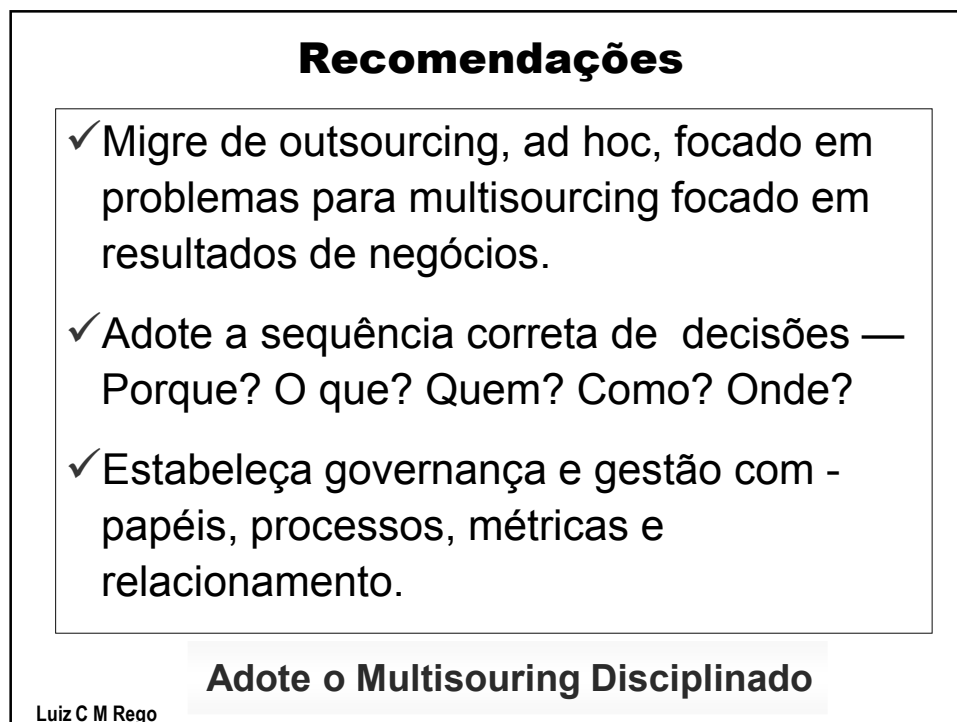 Recomendações
✓Migre de outsourcing, ad hoc, focado em
problemas para multisourcing focado em
resultados de negócios.
✓Adote a sequência correta de  decisões —
Porque? O que? Quem? Como? Onde?
✓Estabeleça governança e gestão com -
papéis, processos, métricas e
relacionamento.
Adote o Multisouring Disciplinado
Luiz C M Rego